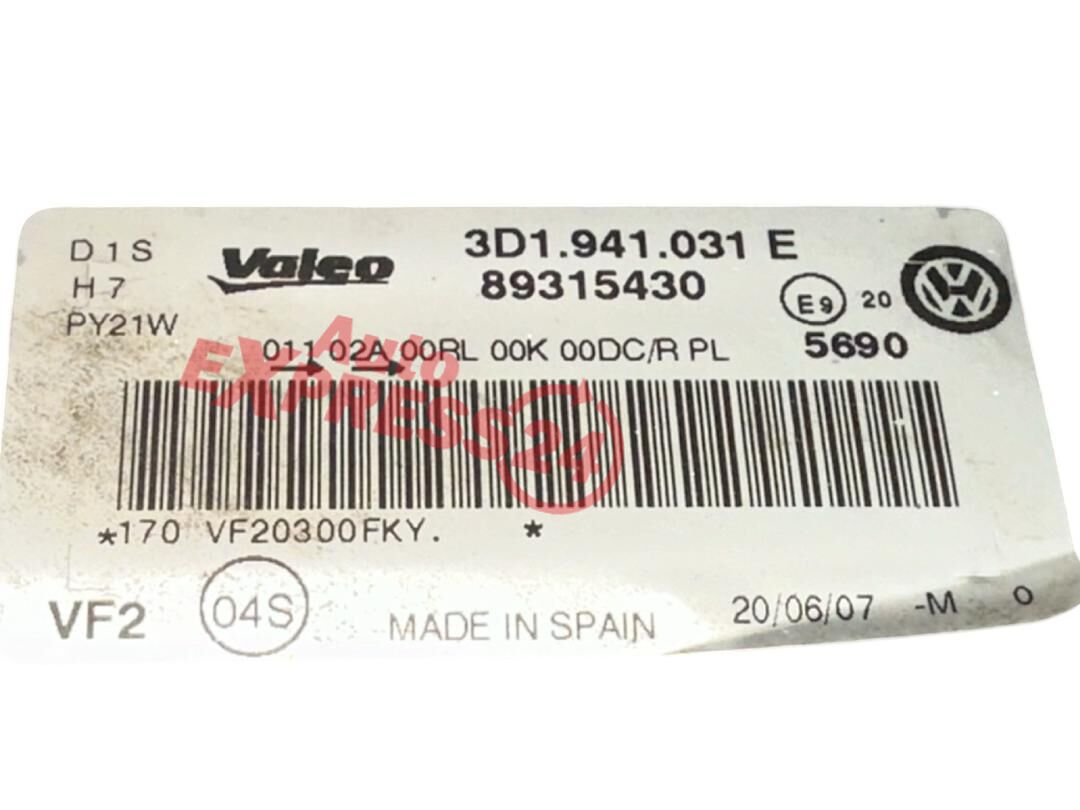 D1S
H7
PY21W
Valeo
3D1.941.031 E
89315430
E9 20
5690
011 02A 00RL 00K 00DC/R PL
Auto
EXPRESS24
*170 VF20300FKY. *
VF2
04S
MADE IN SPAIN
20/06/07 -M 0